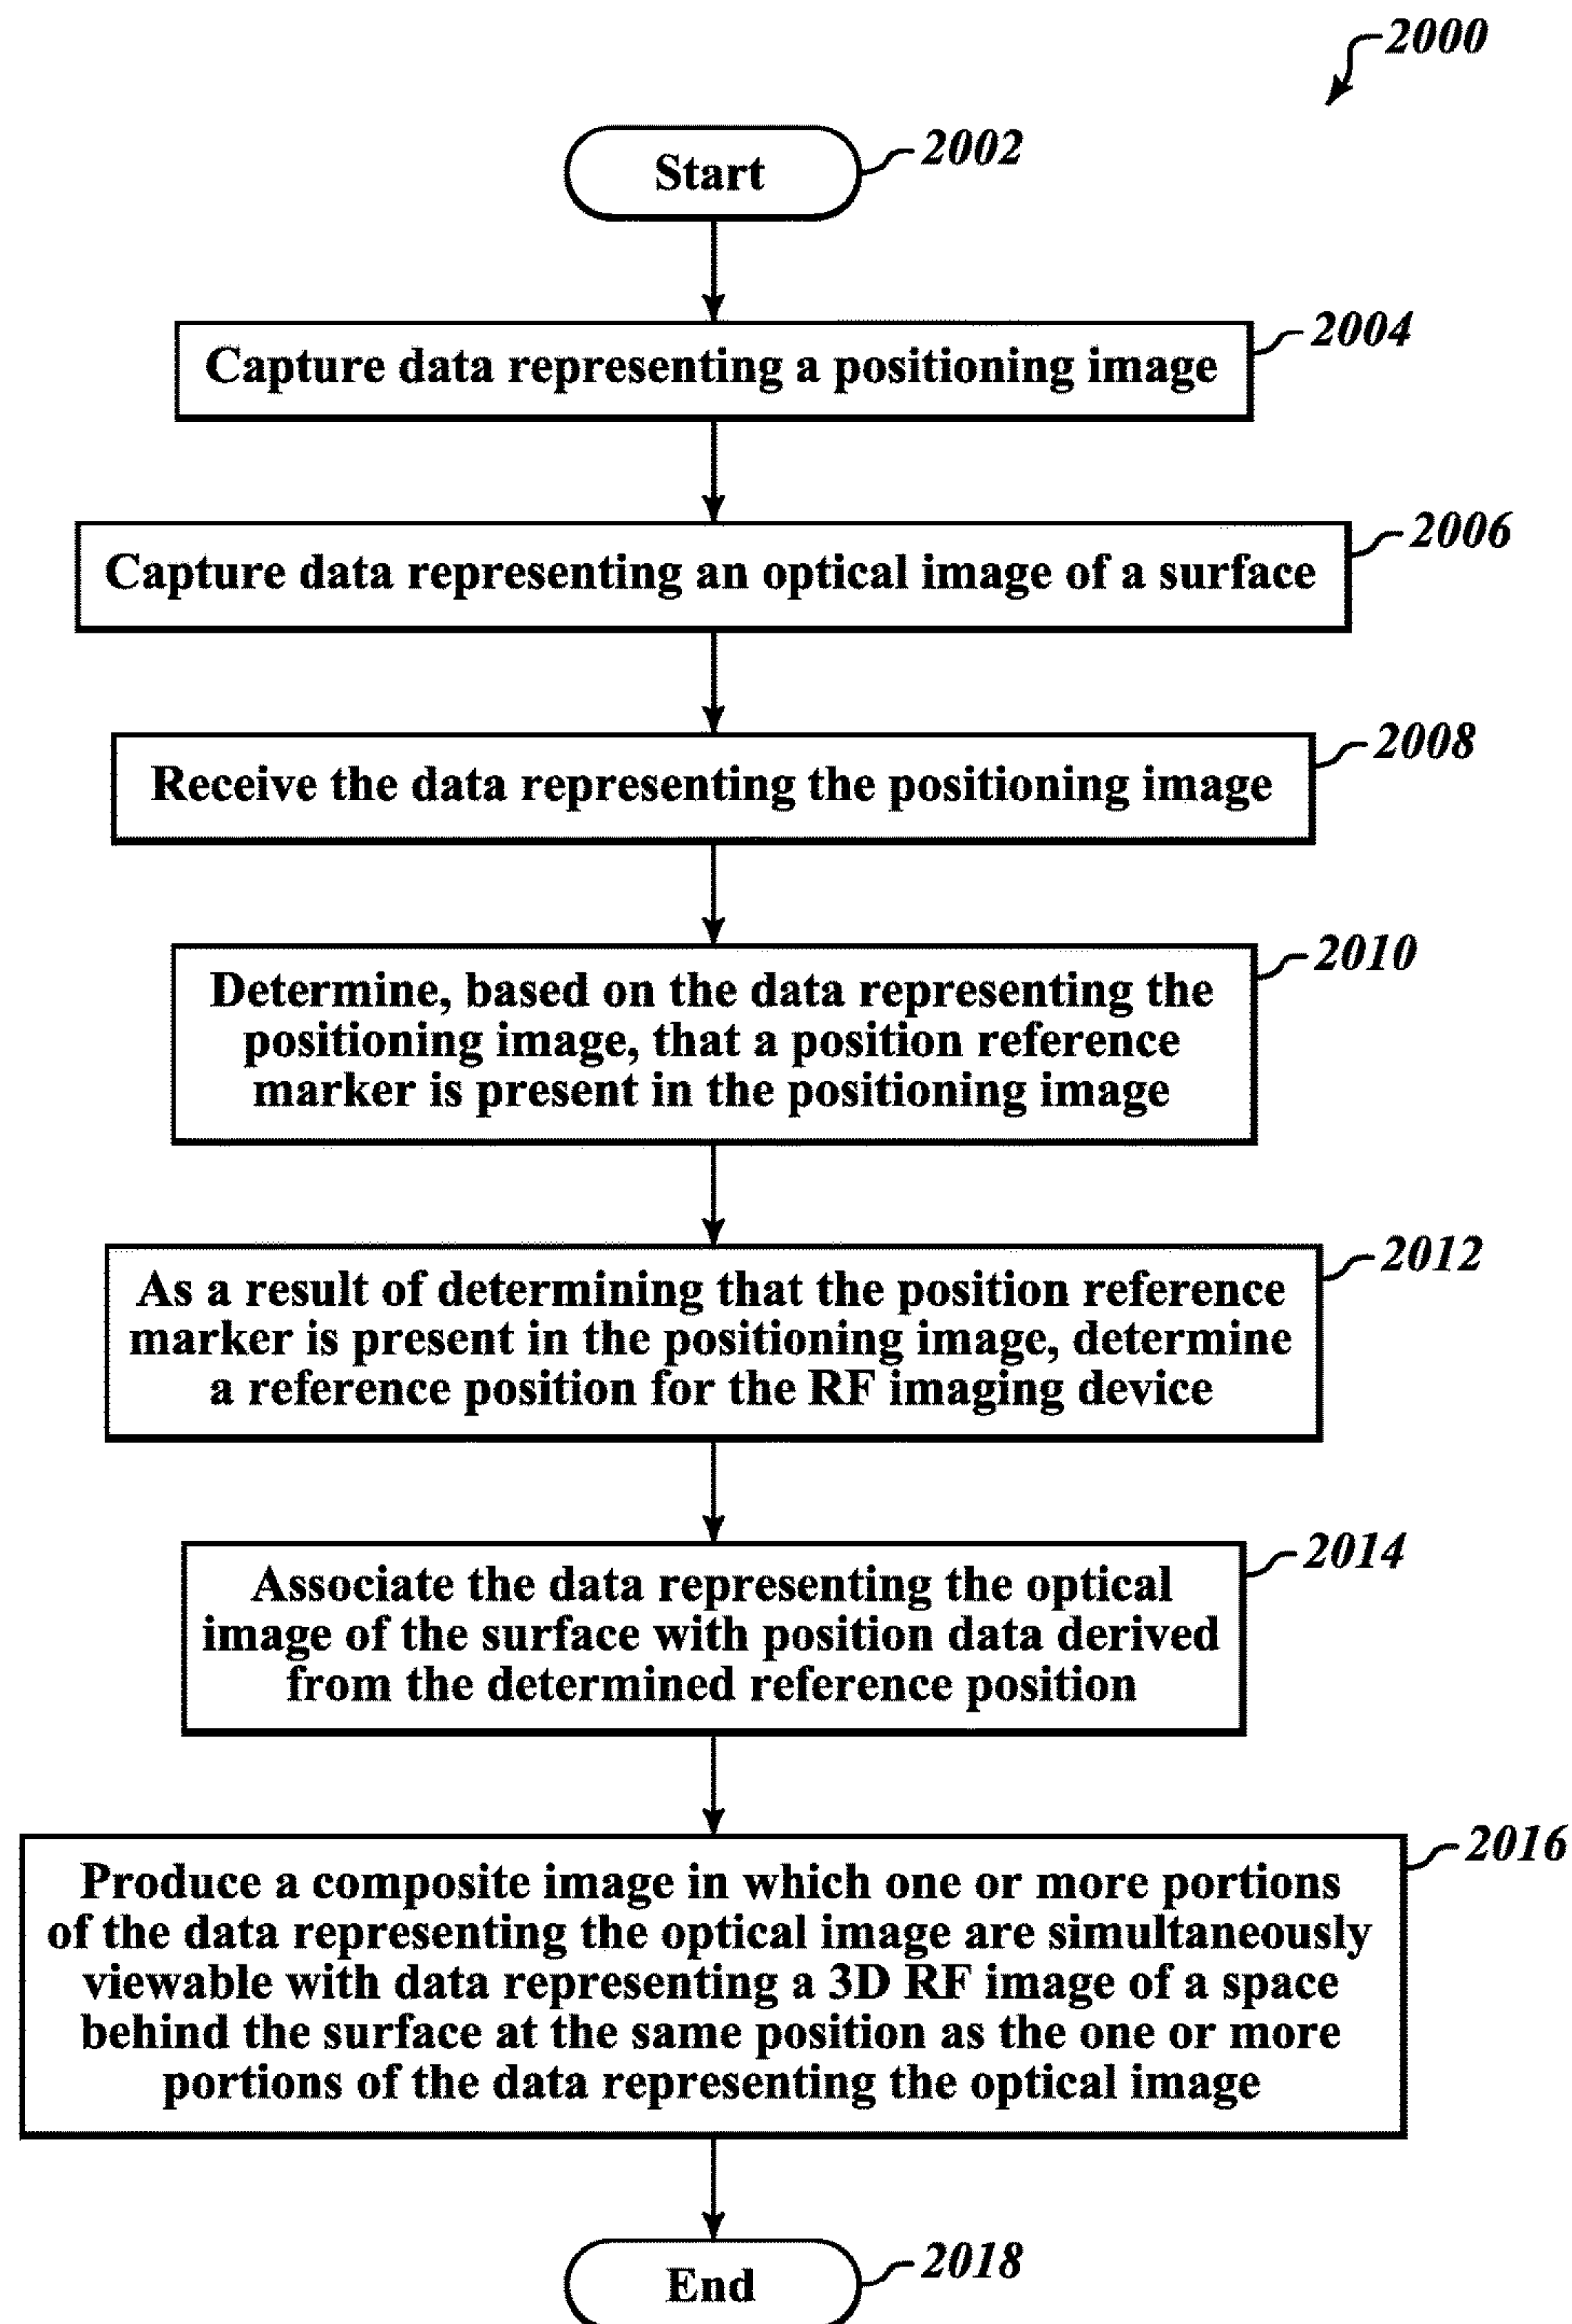 2000
Start
2002
Capture data representing a positioning image
2004
Capture data representing an optical image of a surface
2006
Receive the data representing the positioning image
2008
Determine, based on the data representing the
positioning image, that a position reference
marker is present in the positioning image
2010
As a result of determining that the position reference
marker is present in the positioning image, determine
a reference position for the RF imaging device
2012
Associate the data representing the optical
image of the surface with position data derived
from the determined reference position
2014
Produce a composite image in which one or more portions
of the data representing the optical image are simultaneously
viewable with data representing a 3D RF image of a space
behind the surface at the same position as the one or more
portions of the data representing the optical image
2016
End
2018